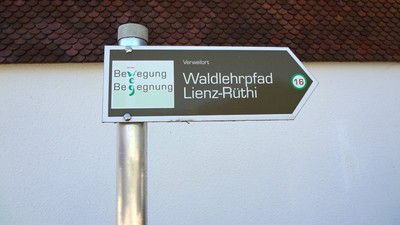 Bewegung
Begegnung
Verweilort
Waldlehrpfad
Lienz-Rüthi
16